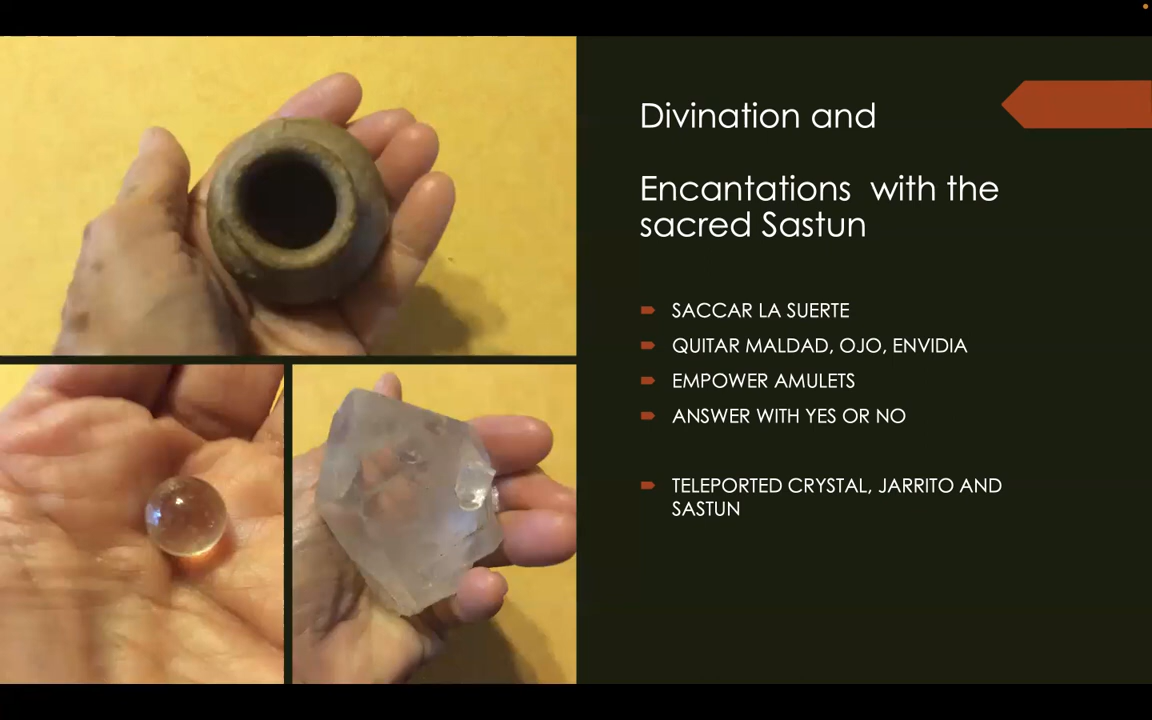 Divination and
Encantations  with the
sacred Sastun
SACCAR LA SUERTE
QUITAR MALDAD, OJO, ENVIDIA
EMPOWER AMULETS
ANSWER WITH YES OR NO
TELEPORTED CRYSTAL, JARRITO AND
SASTUN